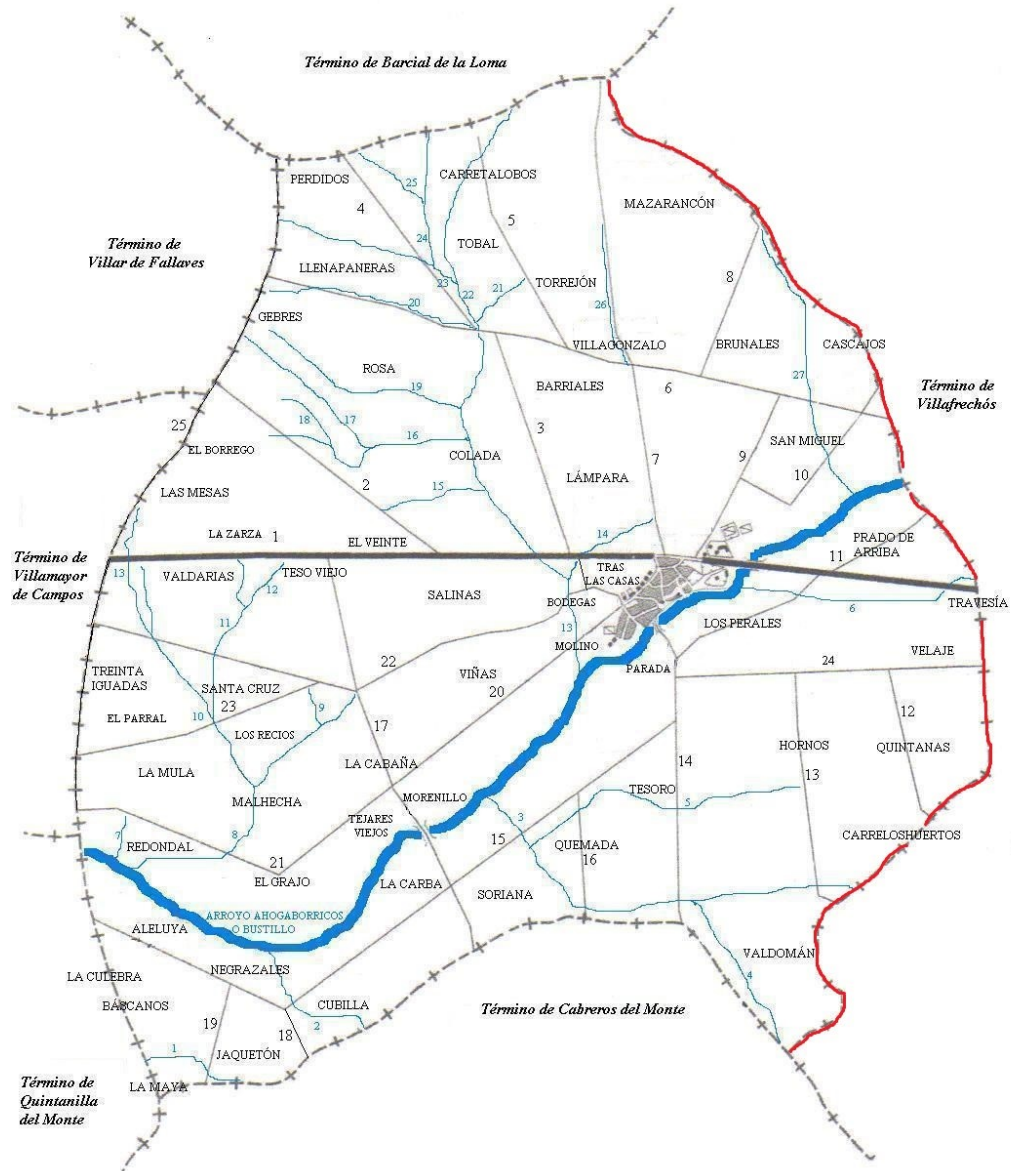 Término de Barcial de la Loma
PERDIDOS
CARRETALOBOS
25
4
5
MAZARANCÓN
24
TOBAL
Término de
Villar de Fallaves
LLENAPANERAS
23
22
21
TORREJÓN
8
20
26
GEBRES
VILLAGONZALO
BRUNALES
CASCAJOS
ROSA
27
19
BARRIALES
6
Término de
Villafrechós
25
18
17
16
3
EL BORREGO
COLADA
7
9
SAN MIGUEL
10
LÁMPARA
2
15
LAS MESAS
LA ZARZA
1
EL VEINTE
14
PRADO DE
ARRIBA
11
Término de
Villamayor
de Campos
13
VALDARIAS
TESO VIEJO
12
TRAS
LAS CASAS
SALINAS
BODEGAS
TRAVESÍA
6
11
13
LOS PERALES
MOLINO
VELAJE
22
24
TREINTA
IGUADAS
VIÑAS
PARADA
SANTA CRUZ
20
23
9
12
EL PARRAL
10
17
LOS RECIOS
HORNOS
QUINTANAS
LA MULA
LA CABAÑA
14
13
MALHECHA
MORENILLO
TESORO
5
TEJARES
VIEJOS
3
7
8
15
QUEMADA
16
CARRELOSHUERTOS
REDONDAL
21
EL GRAJO
LA CARBA
SORIANA
ARROYO AHOGABORRICOS
O BUSTILLO
ALELUYA
VALDOMÁN
NEGRAZALES
4
LA CULEBRA
BÁSCANOS
CUBILLA
Término de Cabreros del Monte
19
2
18
1
JAQUETÓN
LA MAYA
Término de
Quintanilla
del Monte